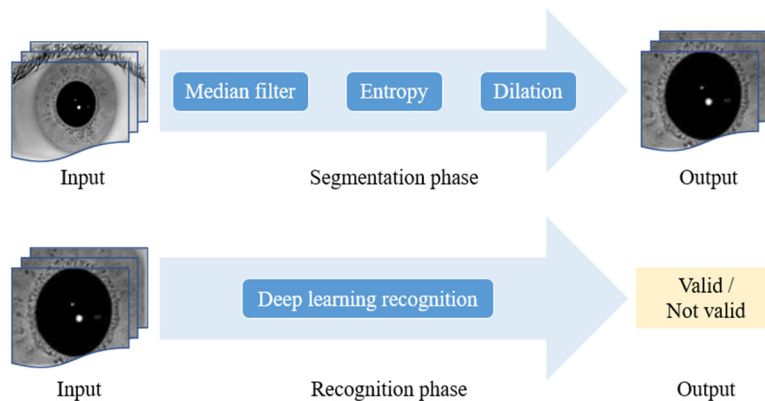 Median filter
Entropy
Dilation
Input
Segmentation phase
Output
Deep learning recognition
Valid /
Not valid
Input
Recognition phase
Output